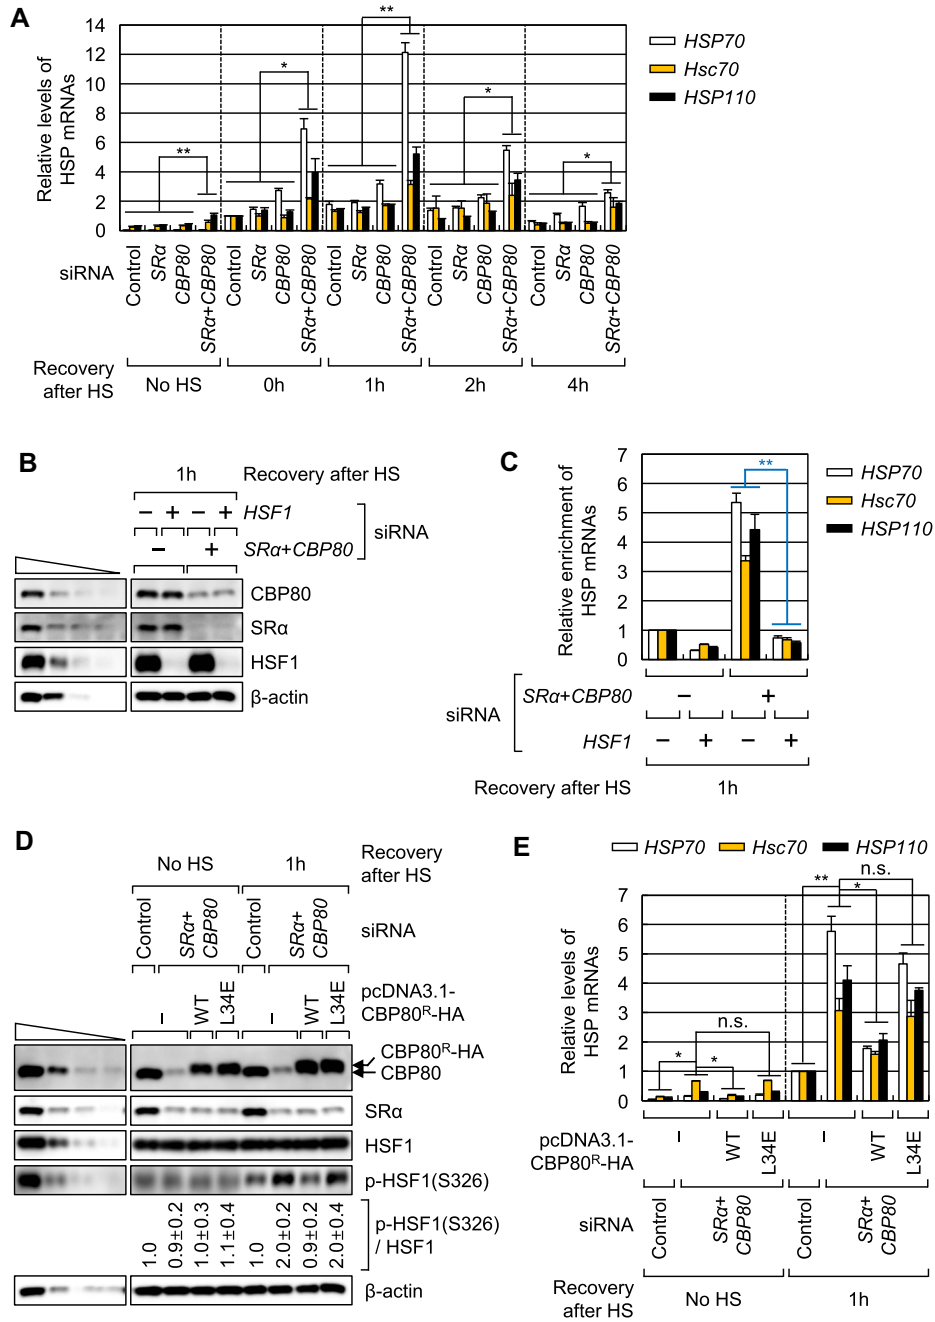 A
Relative levels of
HSP mRNAs
14
12
10
8
6
4
2
0
**
*
**
*
*
HSP70
Hsc70
HSP110
siRNA
Control
SRα
CBP80
SRα+CBP80
Control
SRα
CBP80
SRα+CBP80
Control
SRα
CBP80
SRα+CBP80
Control
SRα
CBP80
SRα+CBP80
Control
SRα
CBP80
SRα+CBP80
Recovery
after HS
No HS 0h 1h 2h 4h
B
1h Recovery after HS
− + − + HSF1
− + SRα+CBP80
siRNA
CBP80
SRα
HSF1
β-actin
C
Relative enrichment of
HSP mRNAs
7
6
5
4
3
2
1
0
**
HSP70
Hsc70
HSP110
siRNA
SRα+CBP80 − +
HSF1 − + − +
Recovery after HS 1h
D
No HS 1h Recovery
after HS
Control
SRα+
CBP80
Control
SRα+
CBP80
siRNA
− WT L34E − WT L34E
pcDNA3.1-
CBP80R-HA
CBP80R-HA
CBP80
SRα
HSF1
p-HSF1(S326)
1.0
0.9±0.2
1.0±0.3
1.1±0.4
1.0
2.0±0.2
0.9±0.2
2.0±0.4
p-HSF1(S326)
/ HSF1
β-actin
E
HSP70 Hsc70 HSP110
Relative levels of
HSP mRNAs
7
6
5
4
3
2
1
0
*
*
n.s.
**
*
n.s.
pcDNA3.1-
CBP80R-HA
− WT L34E − WT L34E
siRNA
Control
SRα+
CBP80
Control
SRα+
CBP80
Recovery
after HS
No HS 1h